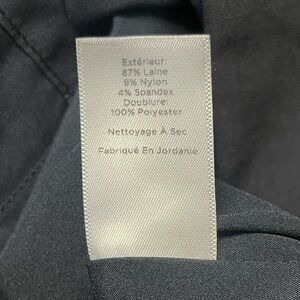 Extérieur:
87% Laine
9% Nylon
4% Spandex
Doublure:
100% Polyester
Nettoyage À Sec
Fabriqué En Jordanie